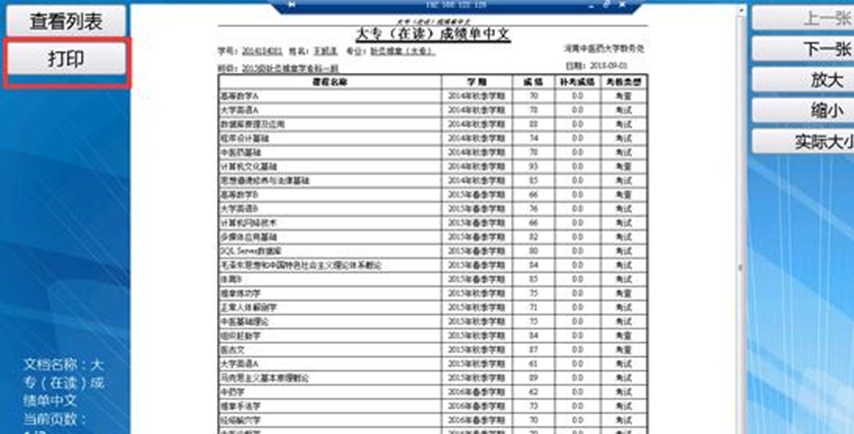 查看列表
打印
192.168.122.126
大专（在读）成绩单中文
大专（在读）成绩单中文
学号： 姓名： 专业：针灸推拿（大专）
河南中医药大学教务处
班级：2015级针灸推拿学专科一班
日期：2018-09-01
课程名称 学期 成绩 补考成绩 考核类型
高等数学A 2014年秋季学期 70 0.0 考查
大学英语A 2014年秋季学期 78 0.0 考试
数据库原理及应用 2014年秋季学期 88 0.0 考试
程序设计基础 2014年秋季学期 74 0.0 考试
中医药基础 2014年秋季学期 78 0.0 考试
计算机文化基础 2014年秋季学期 93 0.0 考查
思想道德修养与法律基础 2014年秋季学期 85 0.0 考试
高等数学B 2015年春季学期 66 0.0 考查
大学英语B 2015年春季学期 76 0.0 考试
计算机网络技术 2015年春季学期 66 0.0 考试
多媒体应用基础 2015年春季学期 82 0.0 考试
SQL Server数据库 2015年春季学期 80 0.0 考试
毛泽东思想和中国特色社会主义理论体系概论 2015年春季学期 84 0.0 考试
体育B 2015年春季学期 85 0.0 考试
推拿练功学 2015年秋季学期 75 0.0 考查
正常人体解剖学 2015年秋季学期 71 0.0 考试
中医基础理论 2015年秋季学期 75 0.0 考试
组织胚胎学 2015年秋季学期 84 0.0 考查
医古文 2015年秋季学期 87 0.0 考查
大学英语A 2015年秋季学期 61 0.0 考试
马克思主义基本原理概论 2015年秋季学期 89 0.0 考试
中药学 2016年春季学期 62 0.0 考试
推拿手法学 2016年春季学期 73 0.0 考试
经络腧穴学 2016年春季学期 70 0.0 考试
上一张
下一张
放大
缩小
实际大小
文档名称：大
专（在读）成
绩单中文
当前页数：